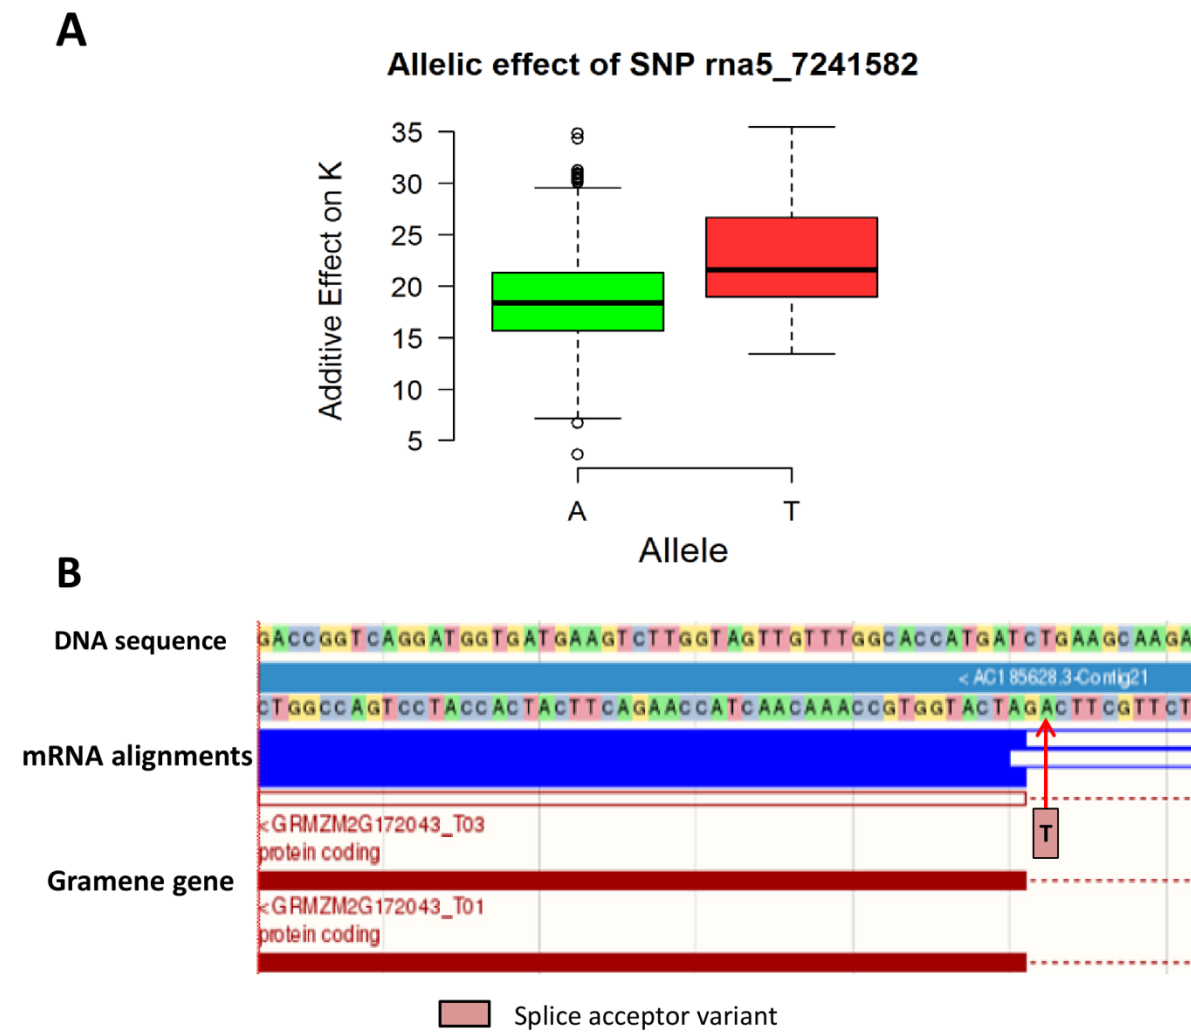 A
Allelic effect of SNP rna5_7241582
Additive Effect on K
35
30
25
20
15
10
5
A
T
Allele
B
DNA sequence
GACCGGTCAGGATGGTGATGAAGTCTTGGTAGTTGTTTGGCACCATGATCTGAAGCAAGA
< AC185628.3-Contig21
CTGGCCAGTCCTACCACTACTTCAGAACCATCAACAAACCGTGGTACTAGACTTCGTTCT
mRNA alignments
T
<GRMZM2G172043_T03
protein coding
Gramene gene
<GRMZM2G172043_T01
protein coding
Splice acceptor variant